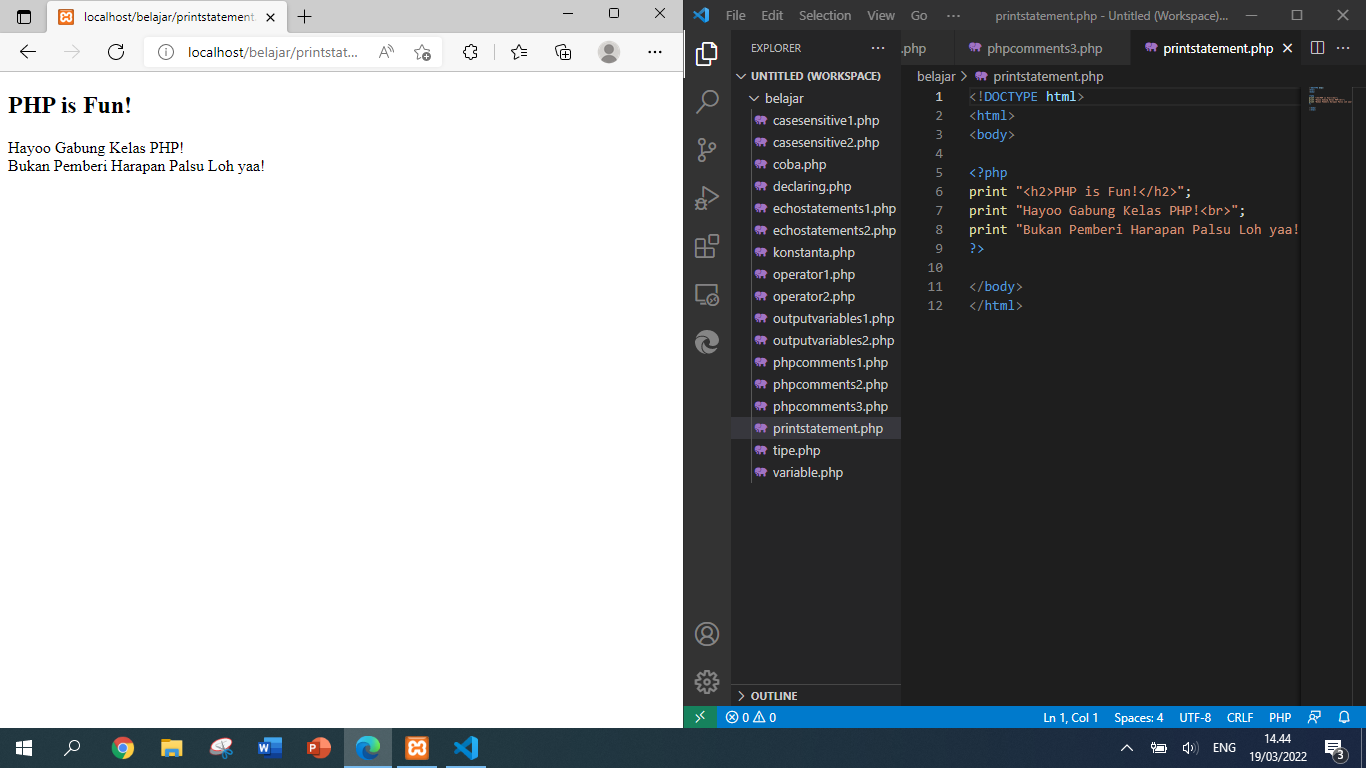 localhost/belajar/printstatement
localhost/belajar/printstat...
PHP is Fun!
Hayoo Gabung Kelas PHP!
Bukan Pemberi Harapan Palsu Loh yaa!
File Edit Selection View Go ··· printstatement.php - Untitled (Workspace)...
EXPLORER ···
.php phpcomments3.php printstatement.php
UNTITLED (WORKSPACE)
belajar
casesensitive1.php
casesensitive2.php
coba.php
declaring.php
echostatements1.php
echostatements2.php
konstanta.php
operator1.php
operator2.php
outputvariables1.php
outputvariables2.php
phpcomments1.php
phpcomments2.php
phpcomments3.php
printstatement.php
tipe.php
variable.php
OUTLINE
belajar > printstatement.php
1 <!DOCTYPE html>
2 <html>
3 <body>
4
5 <?php
6 print "<h2>PHP is Fun!</h2>";
7 print "Hayoo Gabung Kelas PHP!<br>";
8 print "Bukan Pemberi Harapan Palsu Loh yaa!
9 ?>
10
11 </body>
12 </html>
0 0 Ln 1, Col 1 Spaces: 4 UTF-8 CRLF PHP
ENG
14.44
19/03/2022
3